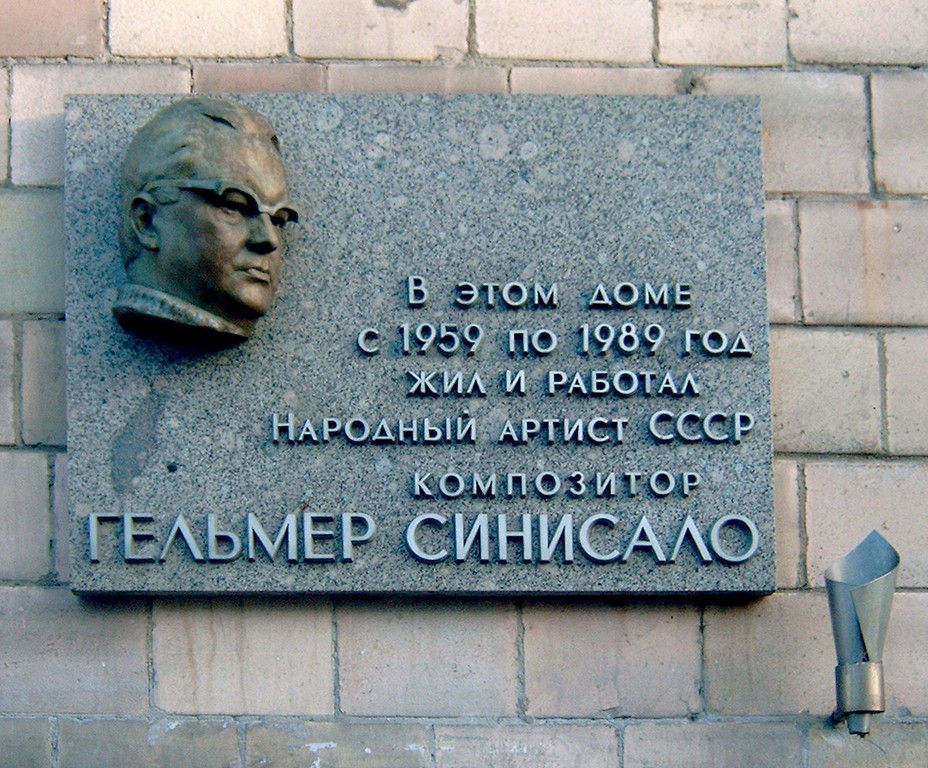 В этом доме
с 1959 по 1989 год
жил и работал
Народный артист СССР
композитор
ГЕЛЬМЕР СИНИСАЛО